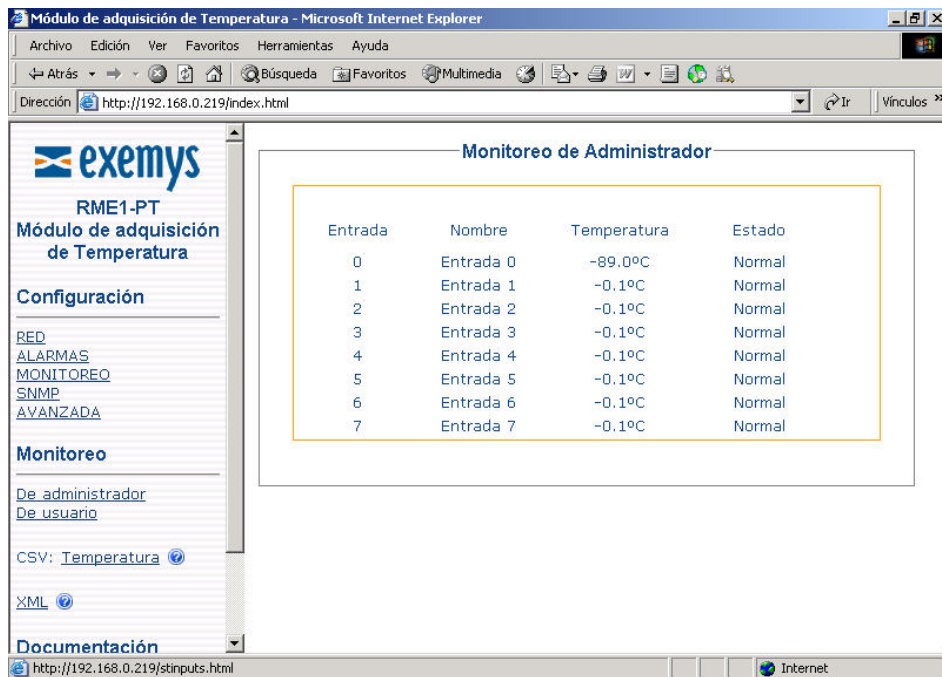 Módulo de adquisición de Temperatura - Microsoft Internet Explorer
Archivo Edición Ver Favoritos Herramientas Ayuda
Atrás Búsqueda Favoritos Multimedia
Dirección http://192.168.0.219/index.html Ir Vínculos »
exemys
RME1-PT
Módulo de adquisición
de Temperatura
Configuración
RED
ALARMAS
MONITOREO
SNMP
AVANZADA
Monitoreo
De administrador
De usuario
CSV: Temperatura ?
XML ?
Documentación
Monitoreo de Administrador
Entrada Nombre Temperatura Estado
0 Entrada 0 -89.0ºC Normal
1 Entrada 1 -0.1ºC Normal
2 Entrada 2 -0.1ºC Normal
3 Entrada 3 -0.1ºC Normal
4 Entrada 4 -0.1ºC Normal
5 Entrada 5 -0.1ºC Normal
6 Entrada 6 -0.1ºC Normal
7 Entrada 7 -0.1ºC Normal
http://192.168.0.219/stinputs.html Internet